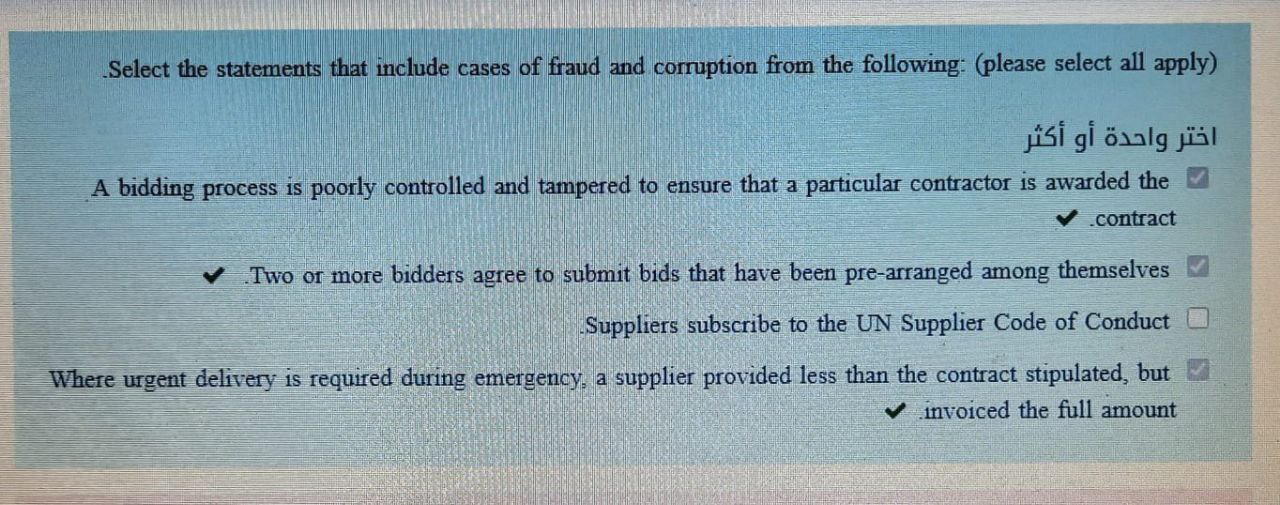 .Select the statements that include cases of fraud and corruption from the following: (please select all apply)
اختر واحدة أو أكثر
A bidding process is poorly controlled and tampered to ensure that a particular contractor is awarded the
.contract
.Two or more bidders agree to submit bids that have been pre-arranged among themselves
.Suppliers subscribe to the UN Supplier Code of Conduct
Where urgent delivery is required during emergency, a supplier provided less than the contract stipulated, but
.invoiced the full amount